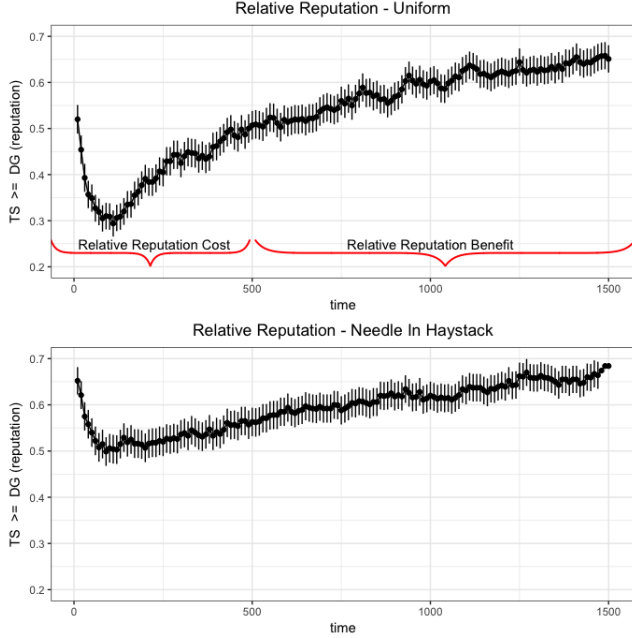 Relative Reputation - Uniform
TS >= DG (reputation)
0.7
0.6
0.5
0.4
0.3
0.2
Relative Reputation Cost
Relative Reputation Benefit
0
500
1000
1500
time
Relative Reputation - Needle In Haystack
TS >= DG (reputation)
0.7
0.6
0.5
0.4
0.3
0.2
0
500
1000
1500
time